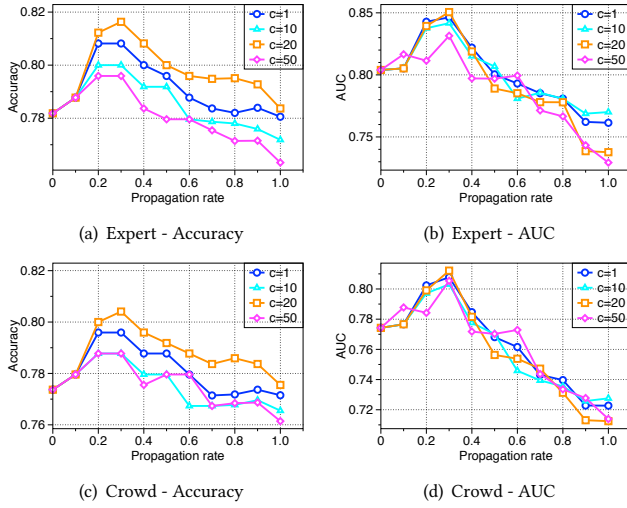 0.82
0.80
0.78
Accuracy
0 0.2 0.4 0.6 0.8 1.0
Propagation rate
c=1
c=10
c=20
c=50
(a) Expert - Accuracy
0.85
0.80
0.75
AUC
0 0.2 0.4 0.6 0.8 1.0
Propagation rate
c=1
c=10
c=20
c=50
(b) Expert - AUC
0.82
0.80
0.78
0.76
Accuracy
0 0.2 0.4 0.6 0.8 1.0
Propagation rate
c=1
c=10
c=20
c=50
(c) Crowd - Accuracy
0.80
0.78
0.76
0.74
0.72
AUC
0 0.2 0.4 0.6 0.8 1.0
Propagation rate
c=1
c=10
c=20
c=50
(d) Crowd - AUC